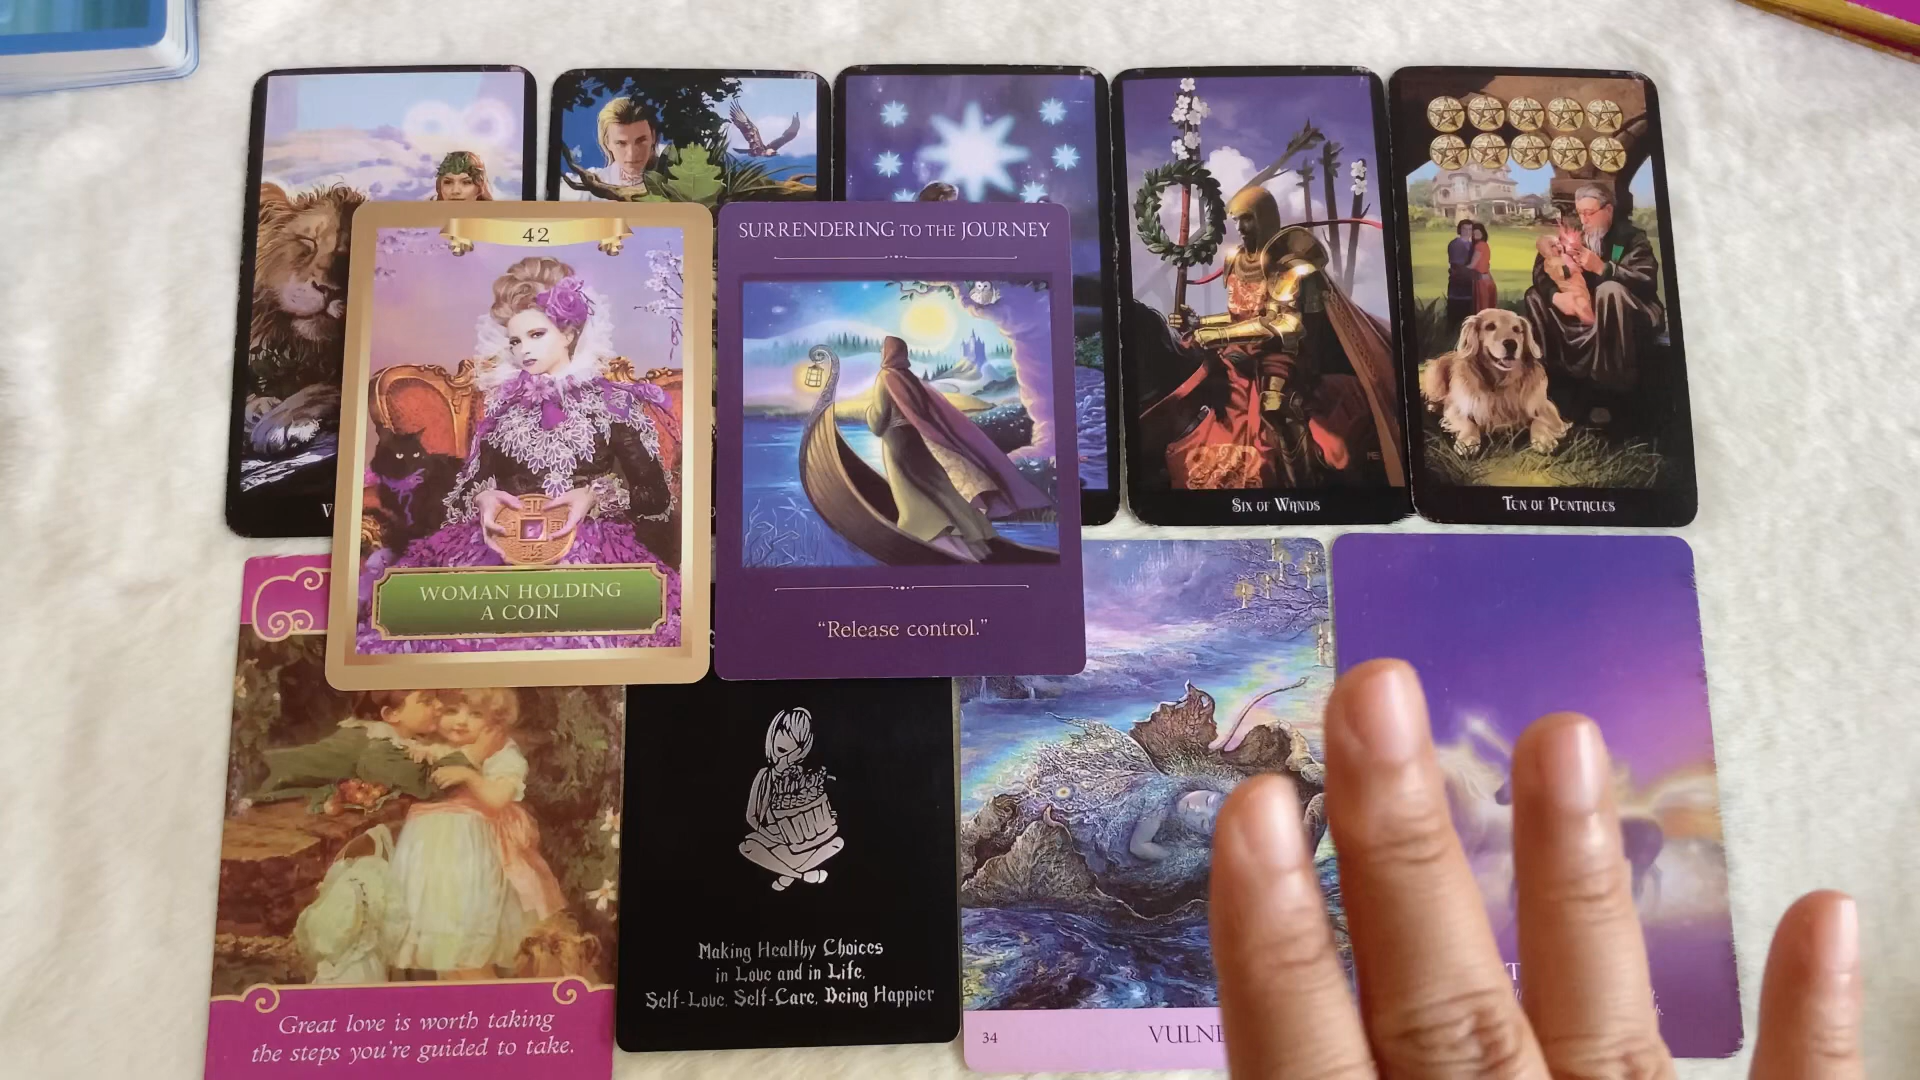 SIX OF WANDS
TEN OF PENTACLES
42
WOMAN HOLDING
A COIN
SURRENDERING TO THE JOURNEY
"Release control."
Great love is worth taking
the steps you're guided to take.
Making Healthy Choices
in Love and in Life,
Self-Love, Self-Care, Being Happier
34